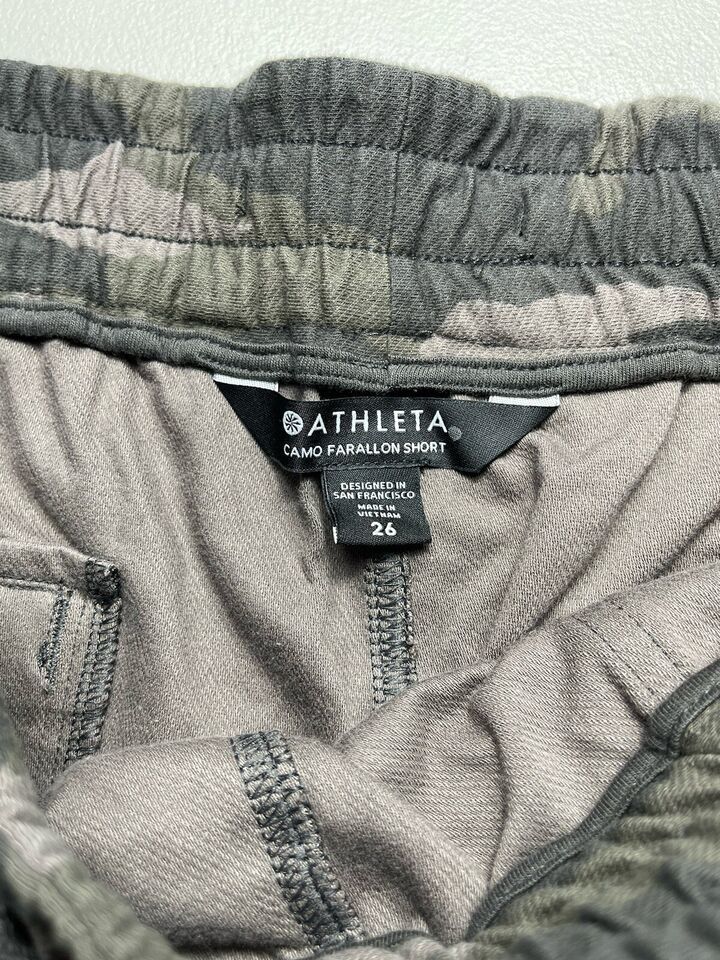 ATHLETA
CAMO FARALLON SHORT
DESIGNED IN
SAN FRANCISCO
MADE IN
VIETNAM
26